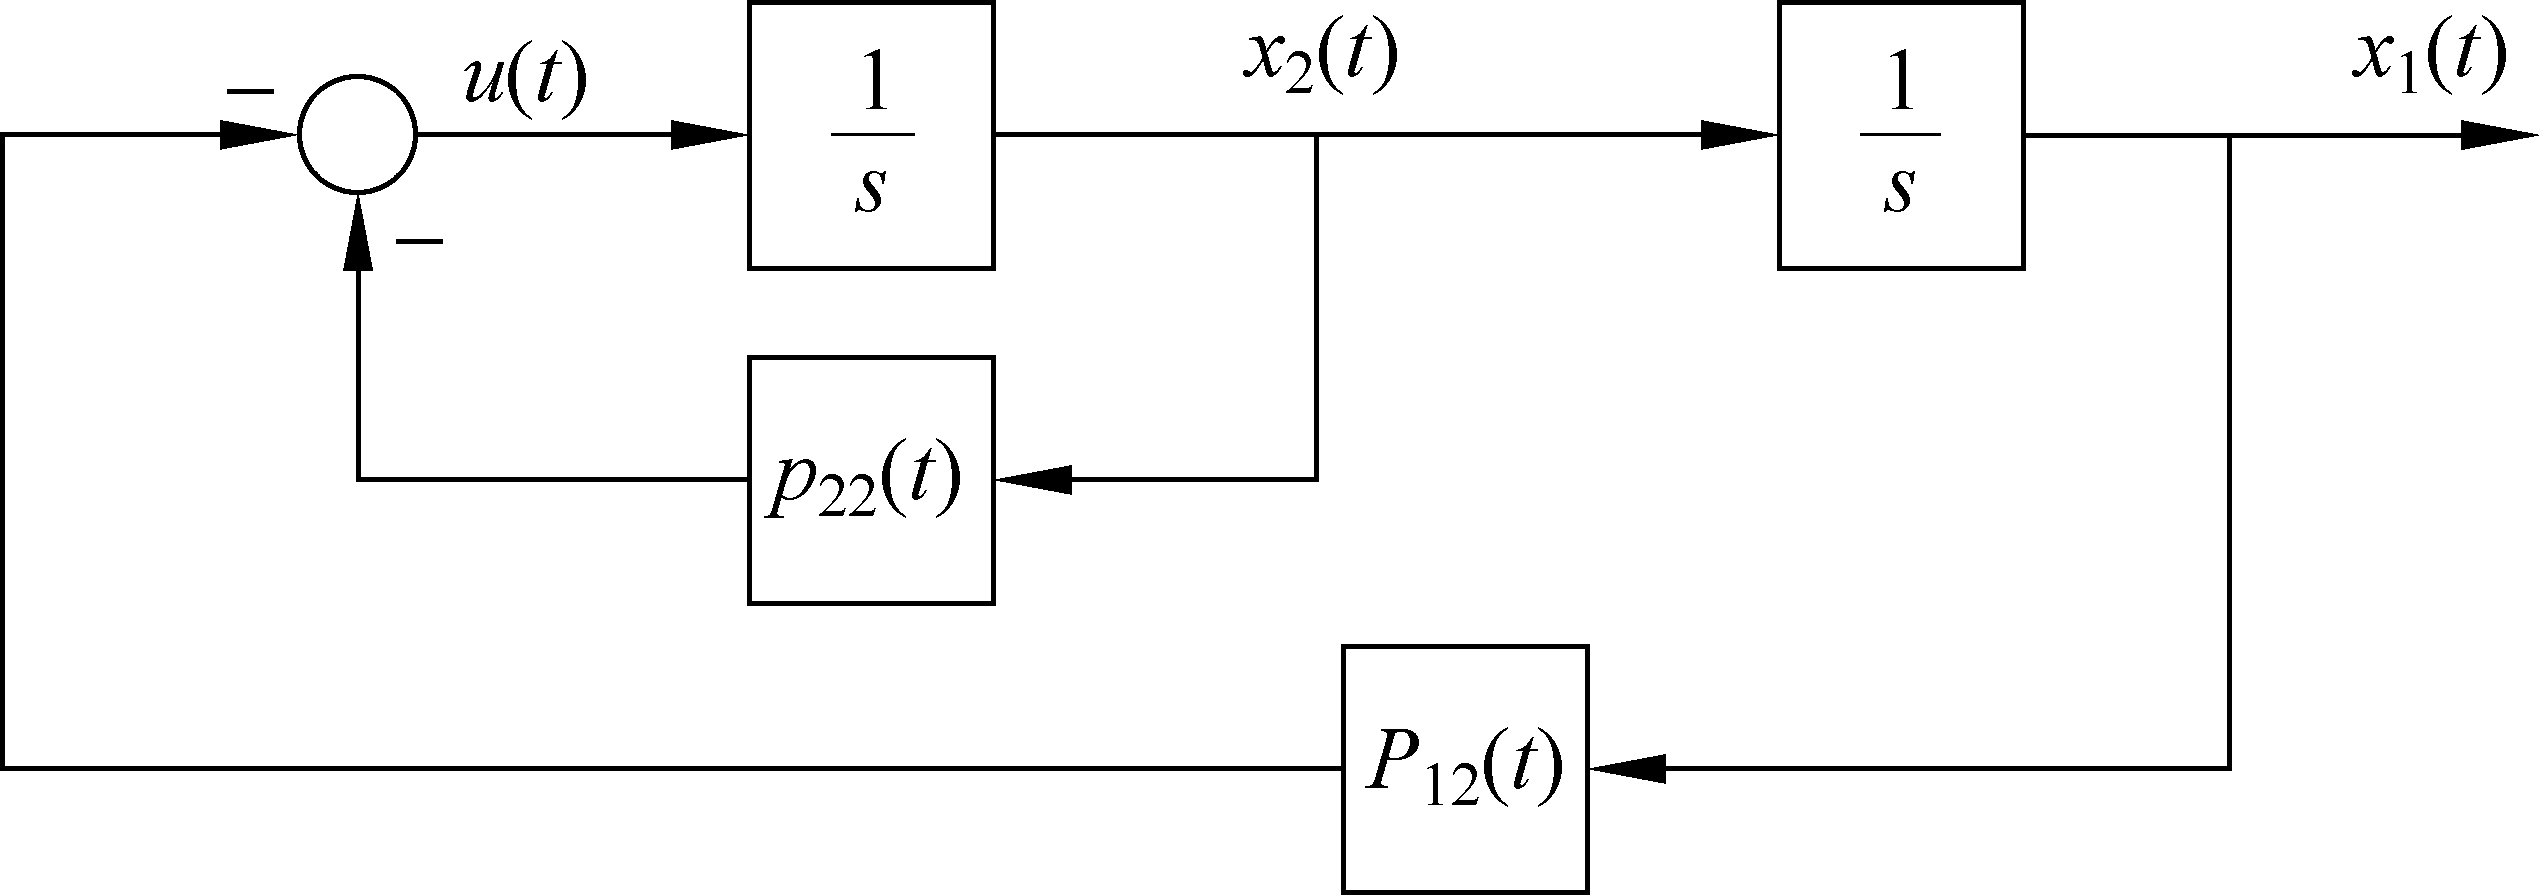 − u(t) 1/s x₂(t) 1/s x₁(t)
−
p₂₂(t)
P₁₂(t)